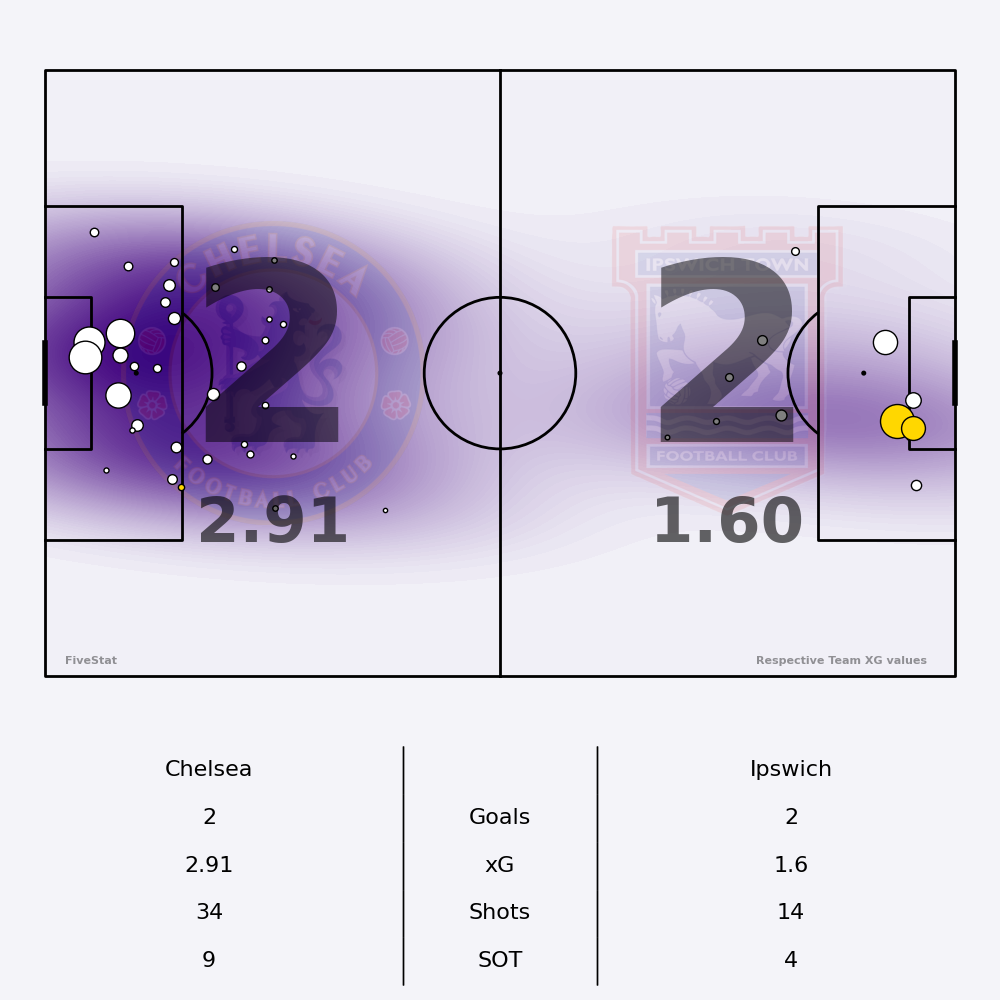 CHELSEA
FOOTBALL CLUB
2
2.91
IPSWICH TOWN
2
FOOTBALL CLUB
1.60
FiveStat
Respective Team XG values
Chelsea Ipswich
2 Goals 2
2.91 xG 1.6
34 Shots 14
9 SOT 4